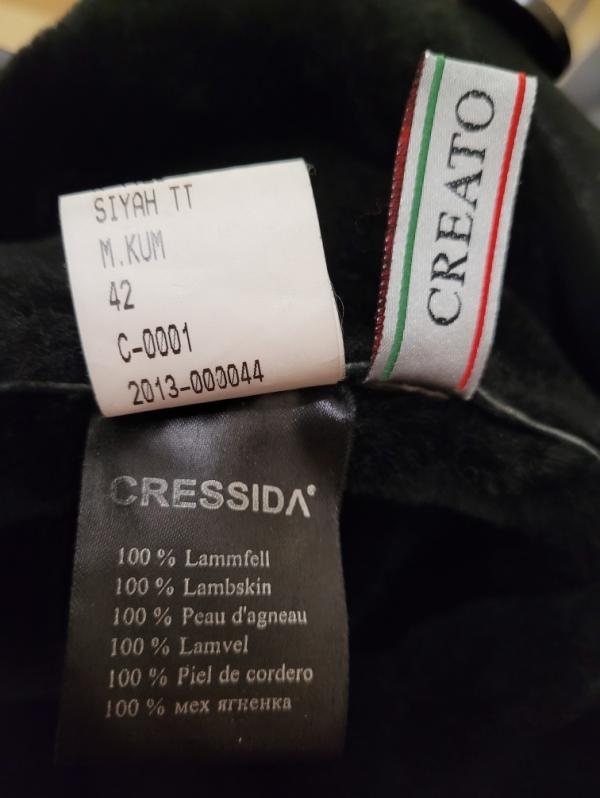 SIYAH TT
M.KUM
42
C-0001
2013-000044
CREATO
CRESSIDA
100 % Lammfell
100 % Lambskin
100 % Peau d'agneau
100 % Lamvel
100 % Piel de cordero
100 % мех ягненка